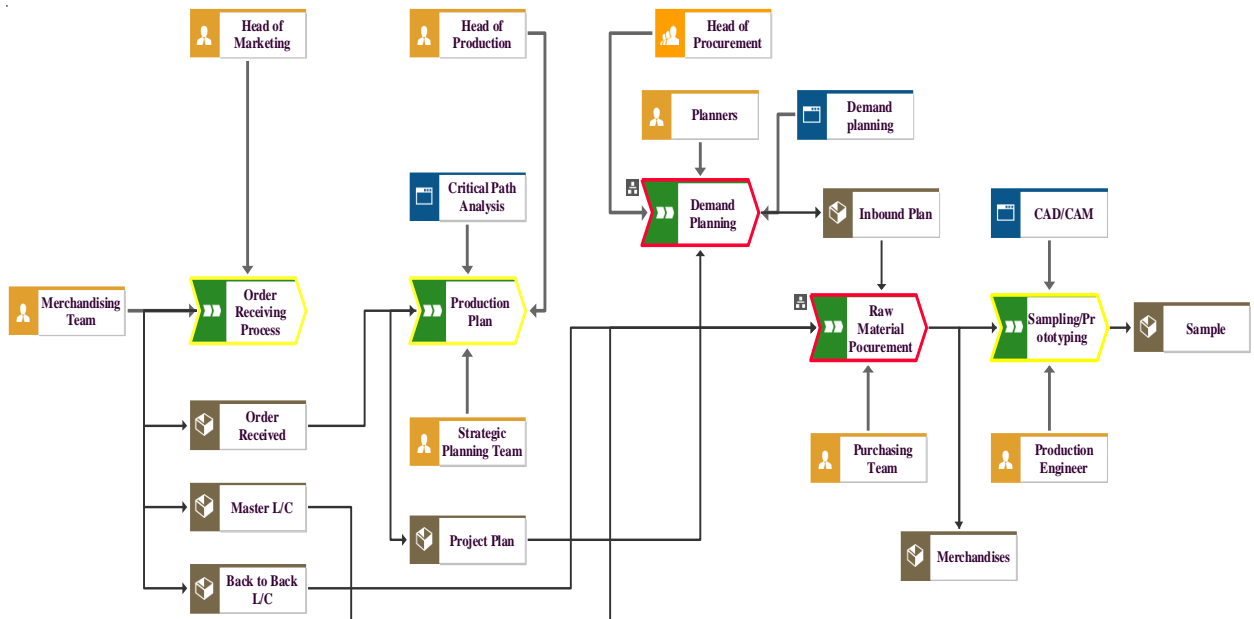 Head of
Marketing
Head of
Production
Head of
Procurement
Planners
Demand
planning
Critical Path
Analysis
Demand
Planning
Inbound Plan
CAD/CAM
Merchandising
Team
Order
Receiving
Process
Production
Plan
Raw
Material
Pocurement
Sampling/Pr
ototyping
Sample
Order
Received
Strategic
Planning Team
Purchasing
Team
Production
Engineer
Master L/C
Project Plan
Merchandises
Back to Back
L/C